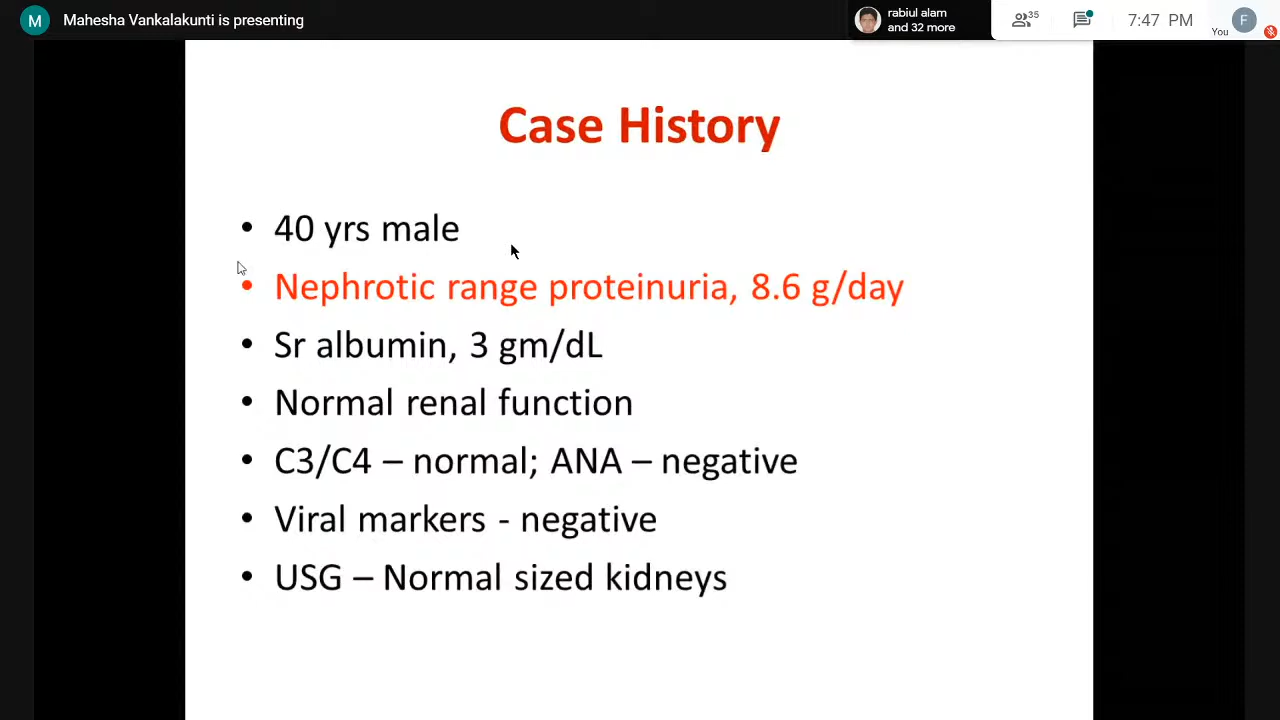 M Mahesha Vankalakunti is presenting
rabiul alam
and 32 more
35
7:47 PM
You
F
Case History
• 40 yrs male
• Nephrotic range proteinuria, 8.6 g/day
• Sr albumin, 3 gm/dL
• Normal renal function
• C3/C4 – normal; ANA – negative
• Viral markers - negative
• USG – Normal sized kidneys